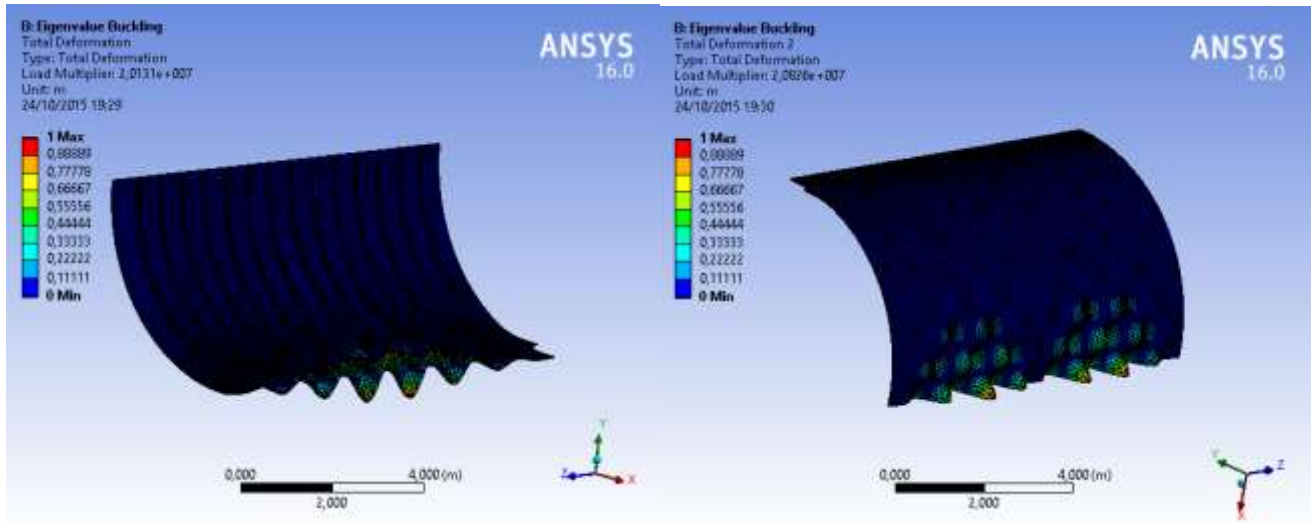 B: Eigenvalue Buckling
Total Deformation
Type: Total Deformation
Load Multiplier: 2,0131e+007
Unit: m
24/10/2015 19:29
1 Max
0,88889
0,77778
0,66667
0,55556
0,44444
0,33333
0,22222
0,11111
0 Min
ANSYS
16.0
Y
Z
X
0,000
4,000 (m)
2,000
B: Eigenvalue Buckling
Total Deformation 2
Type: Total Deformation
Load Multiplier: 2,0826e+007
Unit: m
24/10/2015 19:30
1 Max
0,88889
0,77778
0,66667
0,55556
0,44444
0,33333
0,22222
0,11111
0 Min
ANSYS
16.0
Y
Z
X
0,000
4,000 (m)
2,000